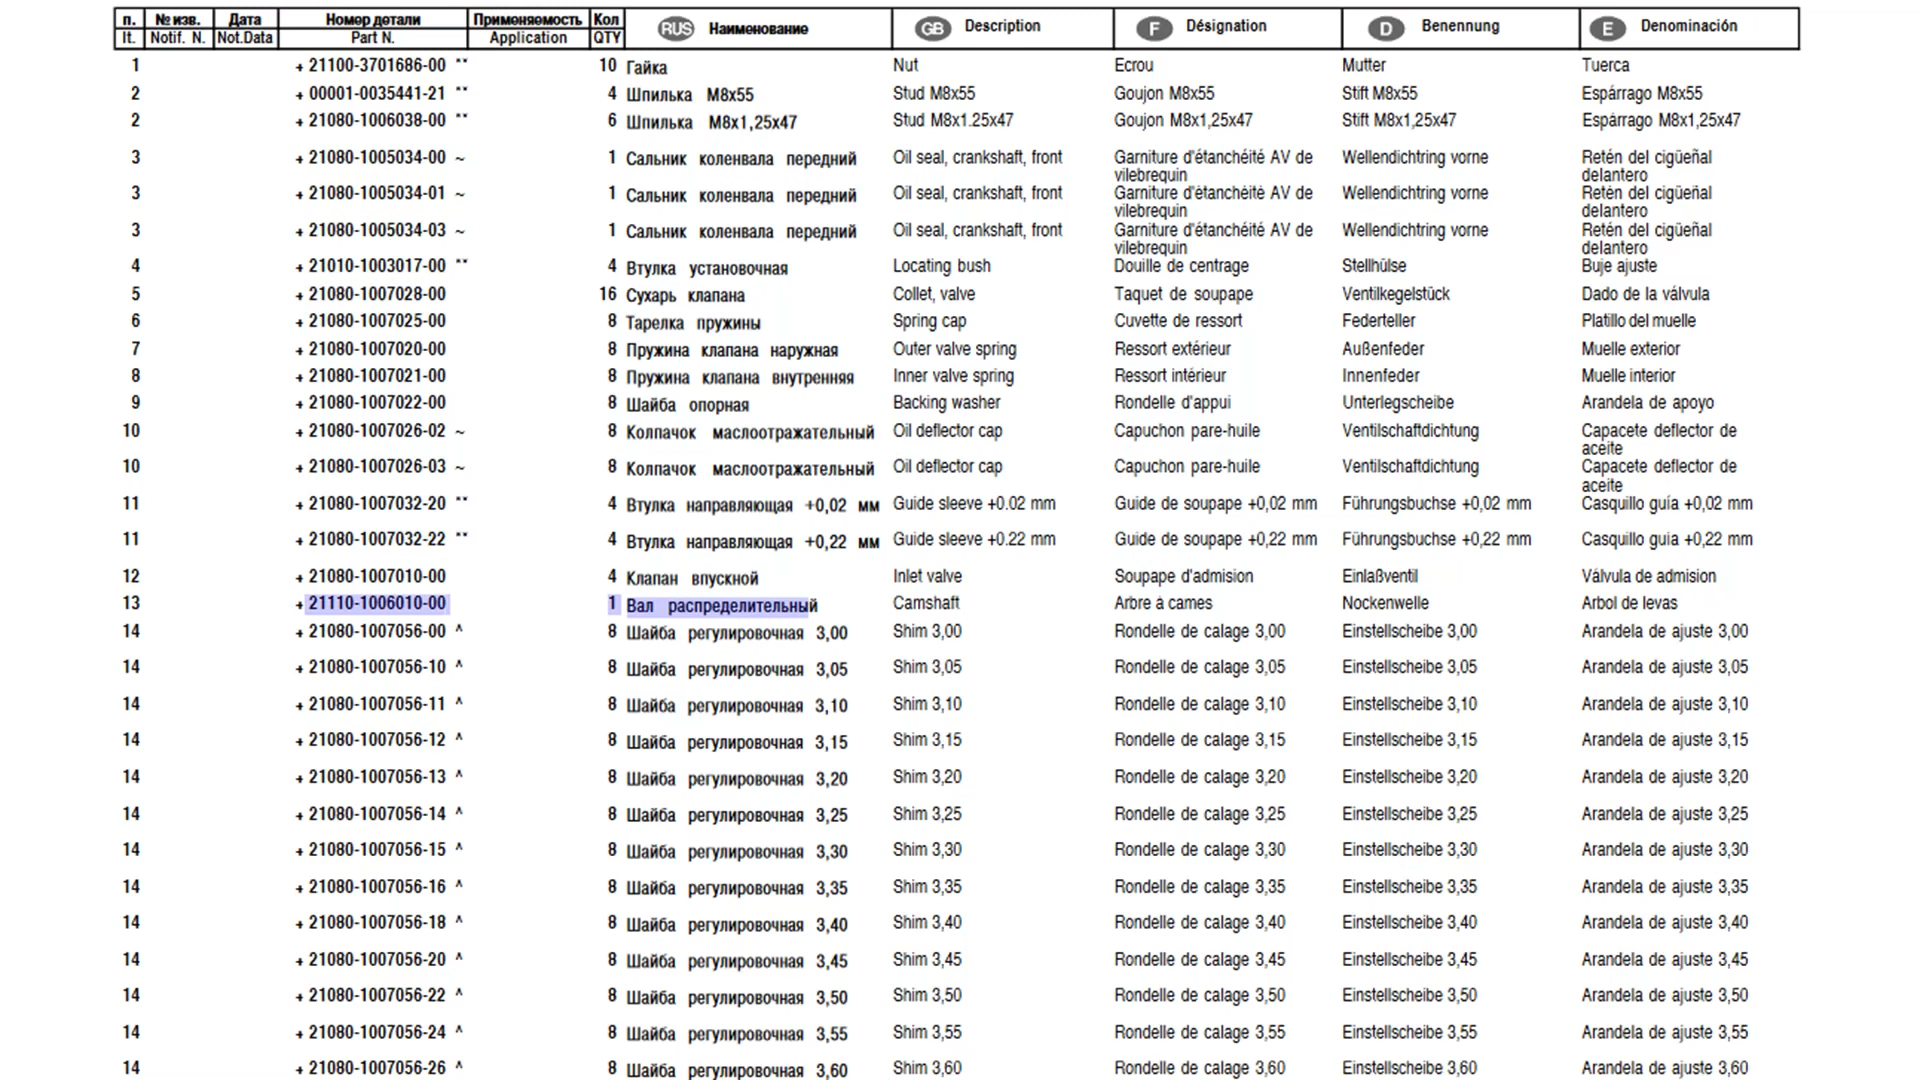 п. № изв. Дата Номер детали Применяемость Кол RUS Наименование GB Description F Désignation D Benennung E Denominación
It. Notif. N. Not.Data Part N. Application QTY
1 + 21100-3701686-00 ** 10 Гайка Nut Ecrou Mutter Tuerca
2 + 00001-0035441-21 ** 4 Шпилька М8х55 Stud M8x55 Goujon M8x55 Stift M8x55 Espárrago M8x55
2 + 21080-1006038-00 ** 6 Шпилька М8х1,25х47 Stud M8x1.25x47 Goujon M8x1,25x47 Stift M8x1,25x47 Espárrago M8x1,25x47
3 + 21080-1005034-00 ~ 1 Сальник коленвала передний Oil seal, crankshaft, front Garniture d'étanchéité AV de Wellendichtring vorne Retén del cigüeñal
vilebrequin delantero
3 + 21080-1005034-01 ~ 1 Сальник коленвала передний Oil seal, crankshaft, front Garniture d'étanchéité AV de Wellendichtring vorne Retén del cigüeñal
vilebrequin delantero
3 + 21080-1005034-03 ~ 1 Сальник коленвала передний Oil seal, crankshaft, front Garniture d'étanchéité AV de Wellendichtring vorne Retén del cigüeñal
vilebrequin delantero
4 + 21010-1003017-00 ** 4 Втулка установочная Locating bush Douille de centrage Stellhülse Buje ajuste
5 + 21080-1007028-00 16 Сухарь клапана Collet, valve Taquet de soupape Ventilkegelstück Dado de la válvula
6 + 21080-1007025-00 8 Тарелка пружины Spring cap Cuvette de ressort Federteller Platillo del muelle
7 + 21080-1007020-00 8 Пружина клапана наружная Outer valve spring Ressort extérieur Außenfeder Muelle exterior
8 + 21080-1007021-00 8 Пружина клапана внутренняя Inner valve spring Ressort intérieur Innenfeder Muelle interior
9 + 21080-1007022-00 8 Шайба опорная Backing washer Rondelle d'appui Unterlegscheibe Arandela de apoyo
10 + 21080-1007026-02 ~ 8 Колпачок маслоотражательный Oil deflector cap Capuchon pare-huile Ventilschaftdichtung Capacete deflector de
aceite
10 + 21080-1007026-03 ~ 8 Колпачок маслоотражательный Oil deflector cap Capuchon pare-huile Ventilschaftdichtung Capacete deflector de
aceite
11 + 21080-1007032-20 ** 4 Втулка направляющая +0,02 мм Guide sleeve +0.02 mm Guide de soupape +0,02 mm Führungsbuchse +0,02 mm Casquillo guía +0,02 mm
11 + 21080-1007032-22 ** 4 Втулка направляющая +0,22 мм Guide sleeve +0.22 mm Guide de soupape +0,22 mm Führungsbuchse +0,22 mm Casquillo guía +0,22 mm
12 + 21080-1007010-00 4 Клапан впускной Inlet valve Soupape d'admision Einlaßventil Válvula de admision
13 + 21110-1006010-00 1 Вал распределительный Camshaft Arbre à cames Nockenwelle Arbol de levas
14 + 21080-1007056-00 ^ 8 Шайба регулировочная 3,00 Shim 3,00 Rondelle de calage 3,00 Einstellscheibe 3,00 Arandela de ajuste 3,00
14 + 21080-1007056-10 ^ 8 Шайба регулировочная 3,05 Shim 3,05 Rondelle de calage 3,05 Einstellscheibe 3,05 Arandela de ajuste 3,05
14 + 21080-1007056-11 ^ 8 Шайба регулировочная 3,10 Shim 3,10 Rondelle de calage 3,10 Einstellscheibe 3,10 Arandela de ajuste 3,10
14 + 21080-1007056-12 ^ 8 Шайба регулировочная 3,15 Shim 3,15 Rondelle de calage 3,15 Einstellscheibe 3,15 Arandela de ajuste 3,15
14 + 21080-1007056-13 ^ 8 Шайба регулировочная 3,20 Shim 3,20 Rondelle de calage 3,20 Einstellscheibe 3,20 Arandela de ajuste 3,20
14 + 21080-1007056-14 ^ 8 Шайба регулировочная 3,25 Shim 3,25 Rondelle de calage 3,25 Einstellscheibe 3,25 Arandela de ajuste 3,25
14 + 21080-1007056-15 ^ 8 Шайба регулировочная 3,30 Shim 3,30 Rondelle de calage 3,30 Einstellscheibe 3,30 Arandela de ajuste 3,30
14 + 21080-1007056-16 ^ 8 Шайба регулировочная 3,35 Shim 3,35 Rondelle de calage 3,35 Einstellscheibe 3,35 Arandela de ajuste 3,35
14 + 21080-1007056-18 ^ 8 Шайба регулировочная 3,40 Shim 3,40 Rondelle de calage 3,40 Einstellscheibe 3,40 Arandela de ajuste 3,40
14 + 21080-1007056-20 ^ 8 Шайба регулировочная 3,45 Shim 3,45 Rondelle de calage 3,45 Einstellscheibe 3,45 Arandela de ajuste 3,45
14 + 21080-1007056-22 ^ 8 Шайба регулировочная 3,50 Shim 3,50 Rondelle de calage 3,50 Einstellscheibe 3,50 Arandela de ajuste 3,50
14 + 21080-1007056-24 ^ 8 Шайба регулировочная 3,55 Shim 3,55 Rondelle de calage 3,55 Einstellscheibe 3,55 Arandela de ajuste 3,55
14 + 21080-1007056-26 ^ 8 Шайба регулировочная 3,60 Shim 3,60 Rondelle de calage 3,60 Einstellscheibe 3,60 Arandela de ajuste 3,60